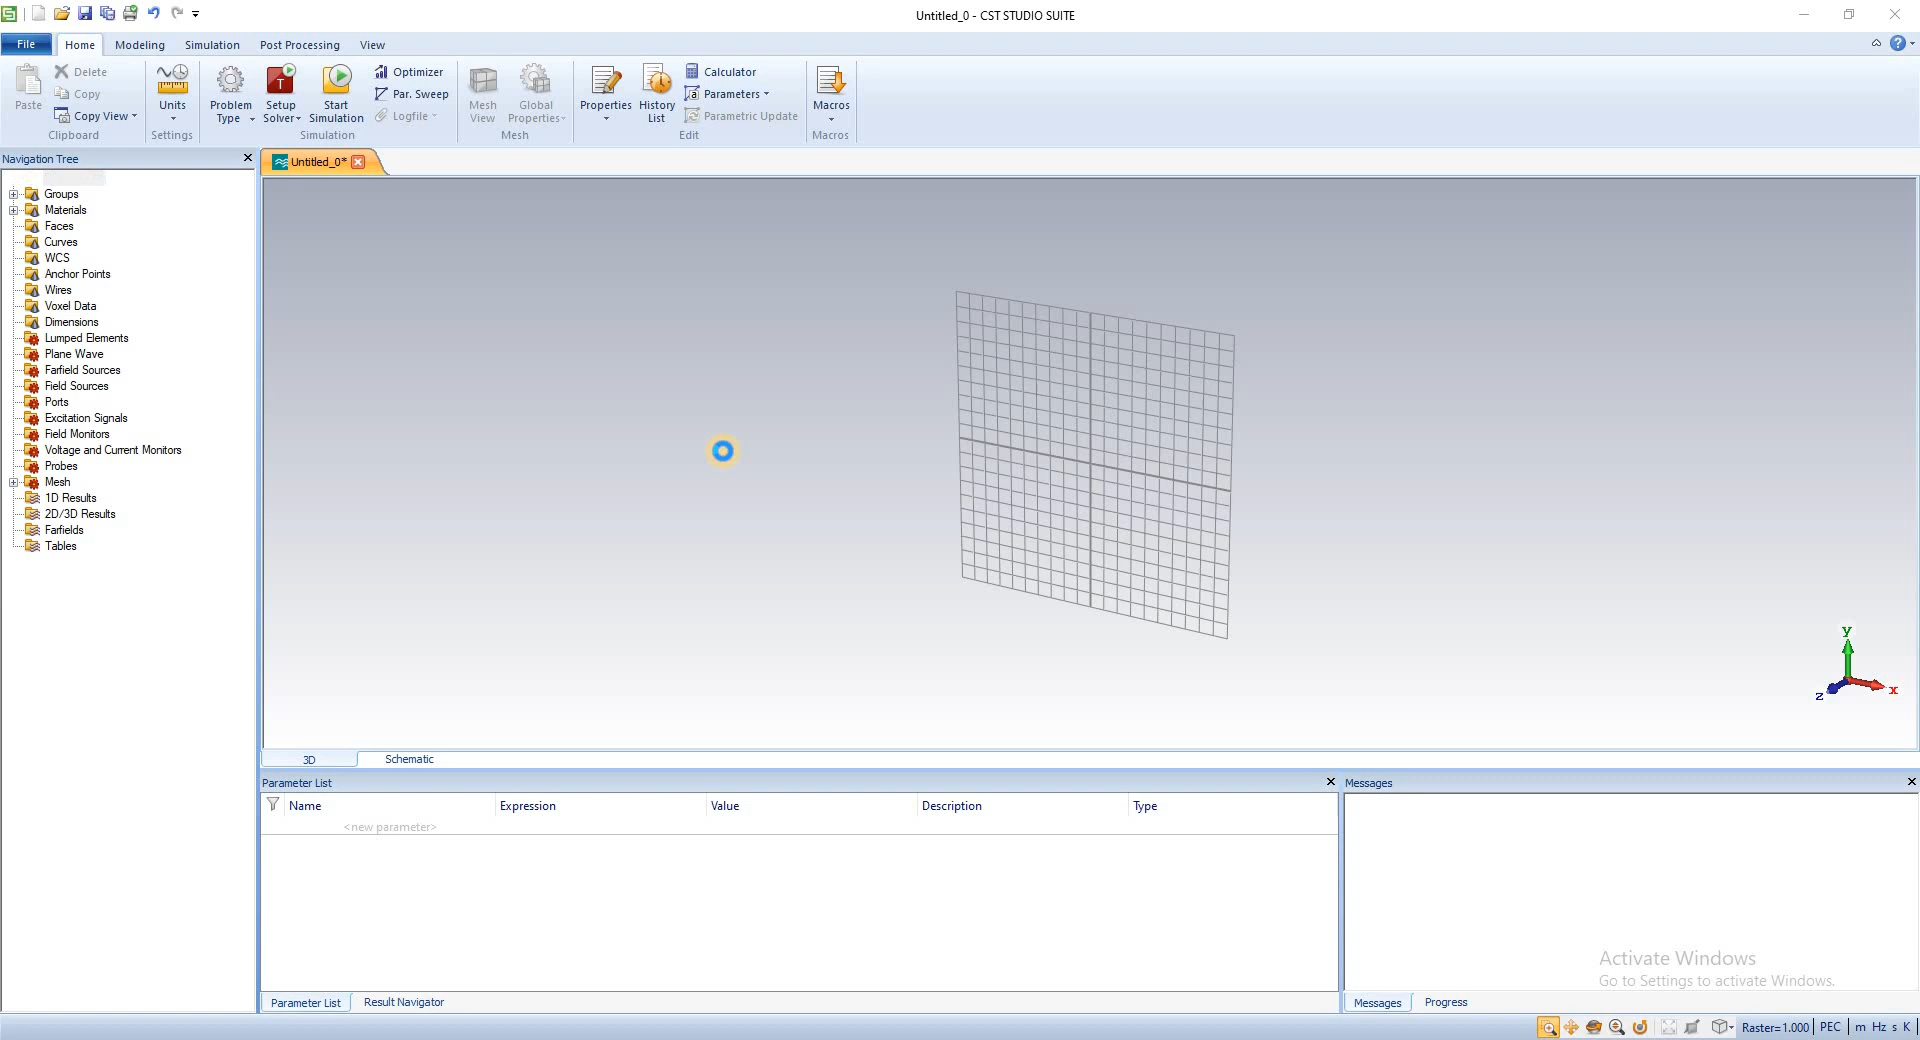 Untitled_0 - CST STUDIO SUITE
File Home Modeling Simulation Post Processing View
Paste
Delete
Copy
Copy View
Clipboard
Units
Settings
Problem Type
Setup Solver
Start Simulation
Optimizer
Par. Sweep
Logfile
Simulation
Mesh View
Global Properties
Mesh
Properties
History List
Calculator
Parameters
Parametric Update
Edit
Macros
Macros
Navigation Tree
Untitled_0*
Groups
Materials
Faces
Curves
WCS
Anchor Points
Wires
Voxel Data
Dimensions
Lumped Elements
Plane Wave
Farfield Sources
Field Sources
Ports
Excitation Signals
Field Monitors
Voltage and Current Monitors
Probes
Mesh
1D Results
2D/3D Results
Farfields
Tables
y
z
x
3D Schematic
Parameter List
Name Expression Value Description Type
<new parameter>
Parameter List Result Navigator
Messages
Activate Windows
Go to Settings to activate Windows.
Messages Progress
Raster=1.000 PEC m Hz s K